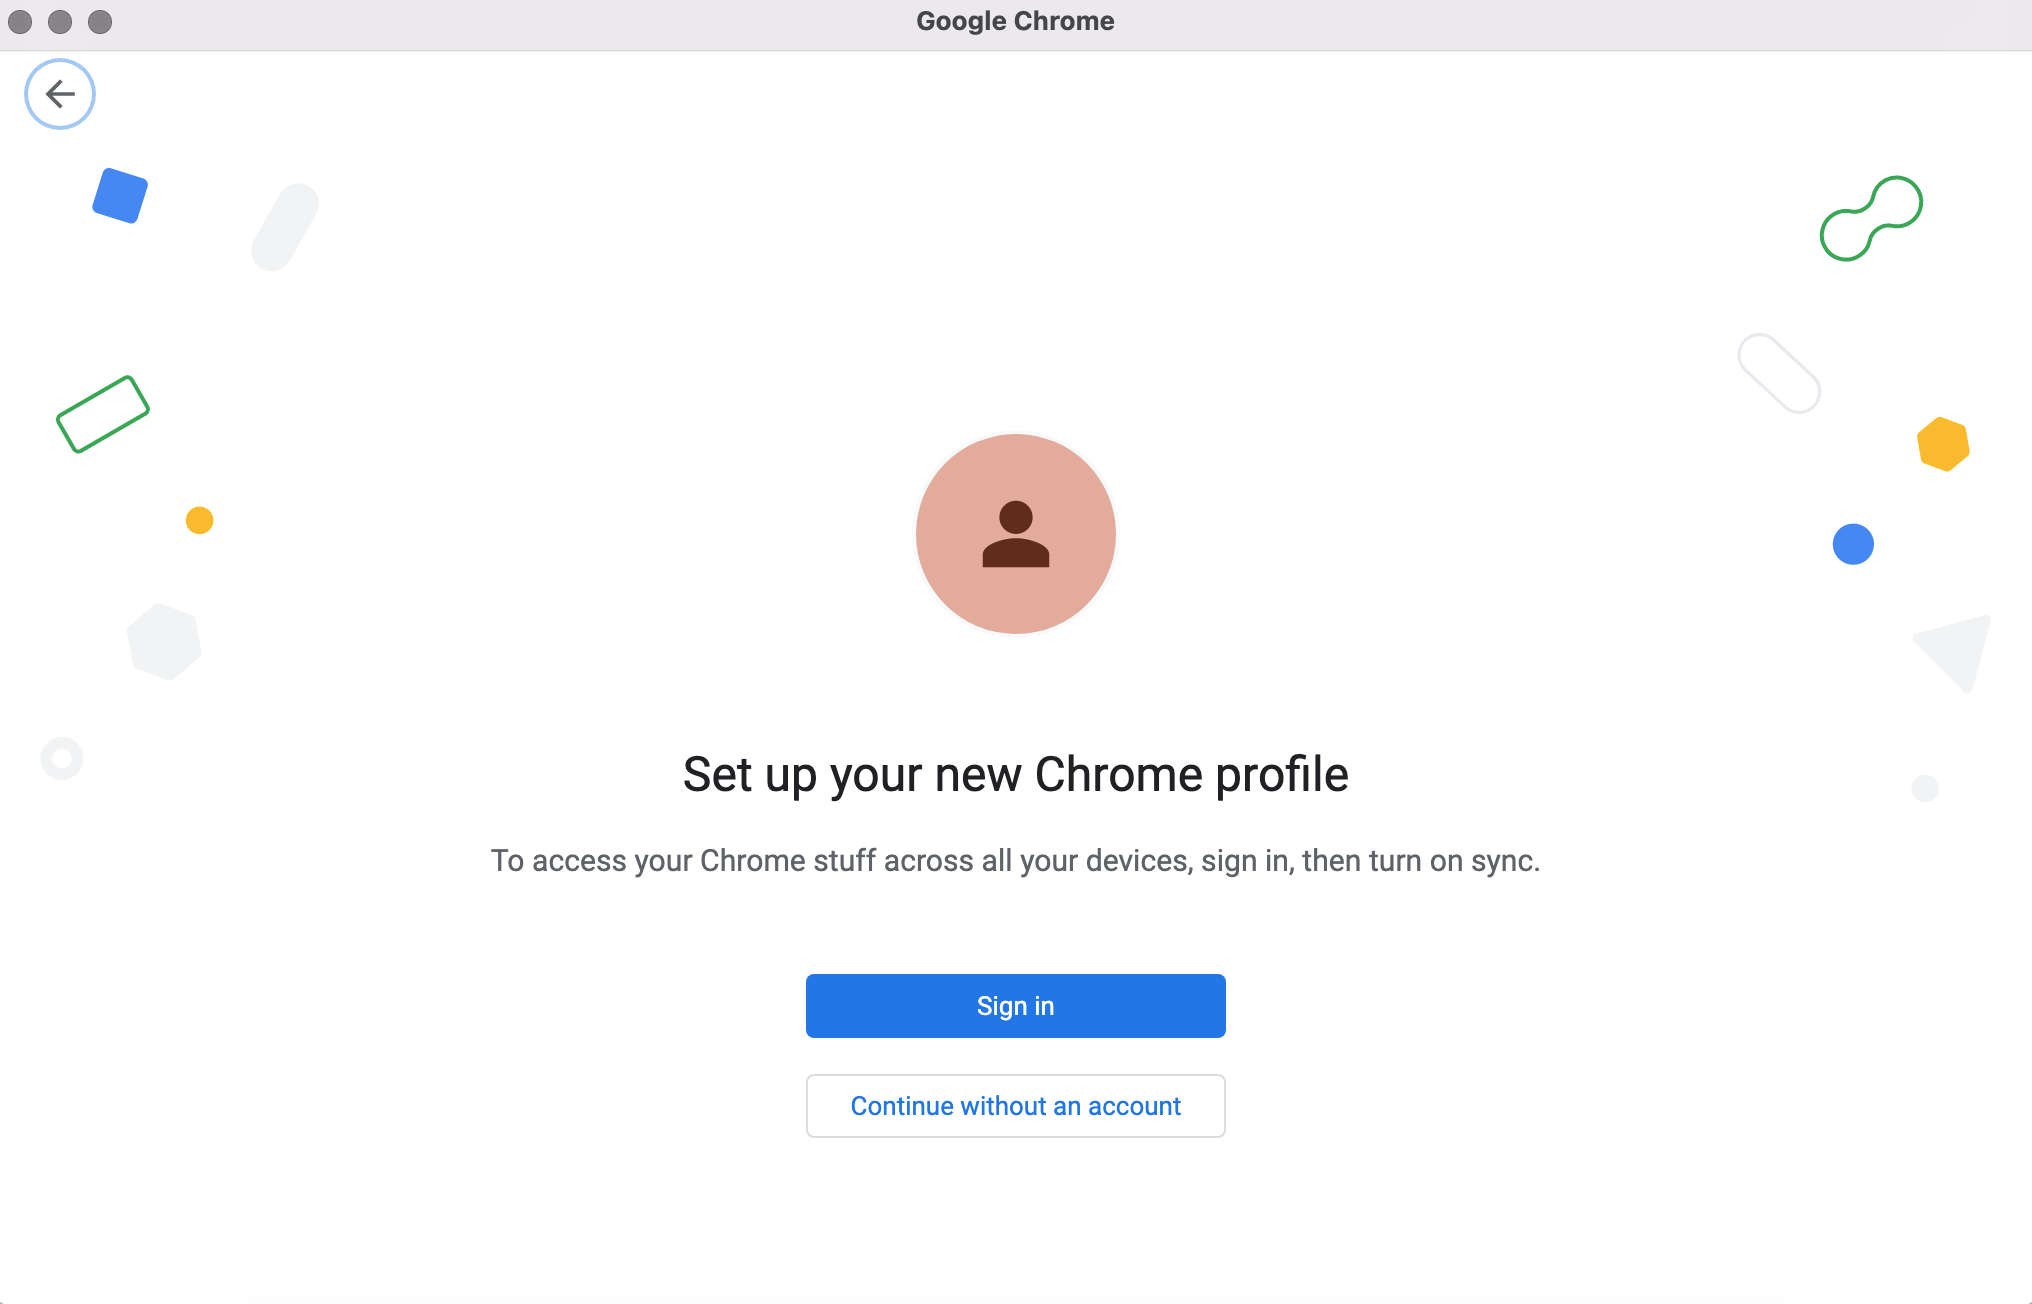 Google Chrome
Set up your new Chrome profile
To access your Chrome stuff across all your devices, sign in, then turn on sync.
Sign in
Continue without an account